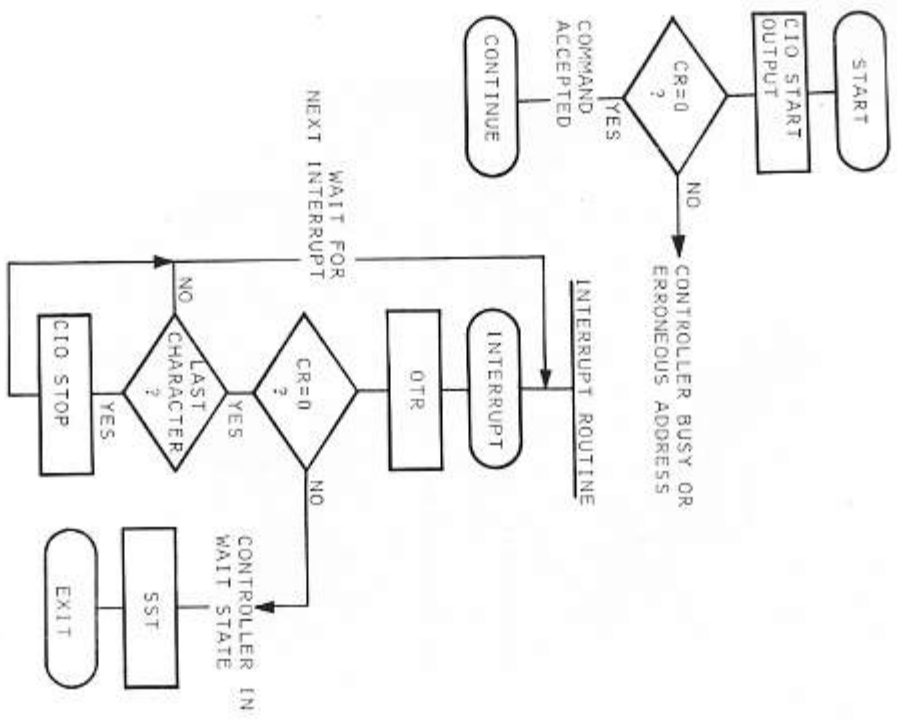 START
CIO START
OUTPUT
CR=0
?
NO
CONTROLLER BUSY OR
ERRONEOUS ADDRESS
YES
COMMAND
ACCEPTED
CONTINUE
INTERRUPT ROUTINE
INTERRUPT
OTR
CR=0
?
NO
YES
LAST
CHARACTER
?
NO
YES
CIO STOP
WAIT FOR
NEXT INTERRUPT
CONTROLLER IN
WAIT STATE
SST
EXIT